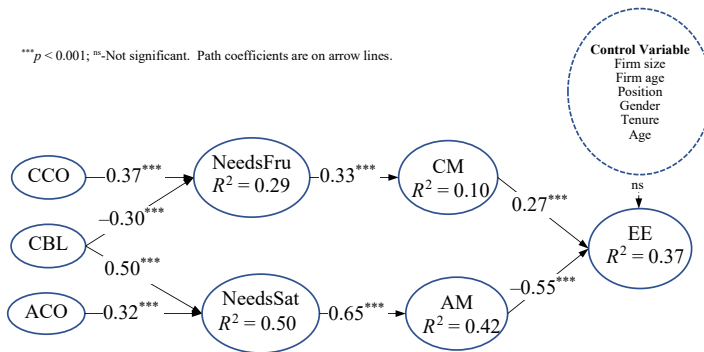 ***p < 0.001; ns-Not significant. Path coefficients are on arrow lines.
Control Variable
Firm size
Firm age
Position
Gender
Tenure
Age
ns
CCO
0.37***
NeedsFru
R² = 0.29
0.33***
CM
R² = 0.10
0.27***
–0.30***
CBL
EE
R² = 0.37
0.50***
–0.55***
ACO
0.32***
NeedsSat
R² = 0.50
0.65***
AM
R² = 0.42